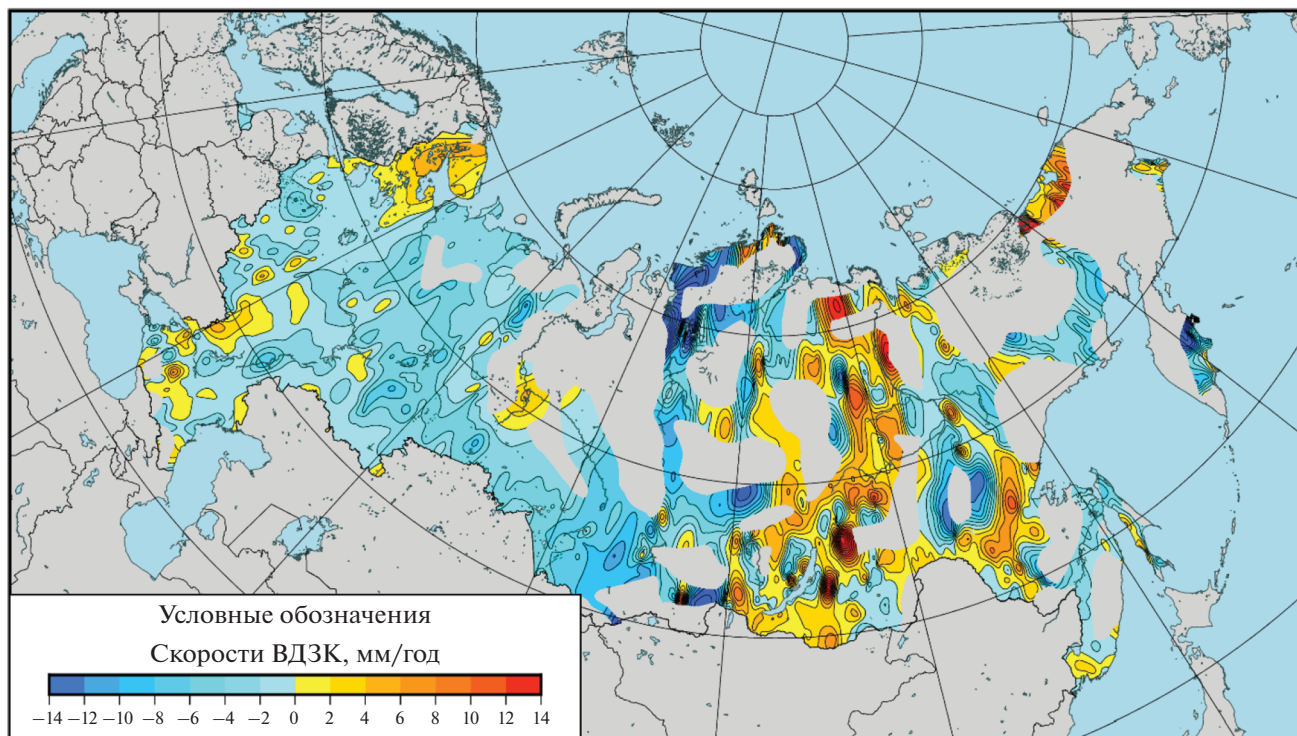 Условные обозначения
Скорости ВДЗК, мм/год
−14 −12 −10 −8 −6 −4 −2 0 2 4 6 8 10 12 14